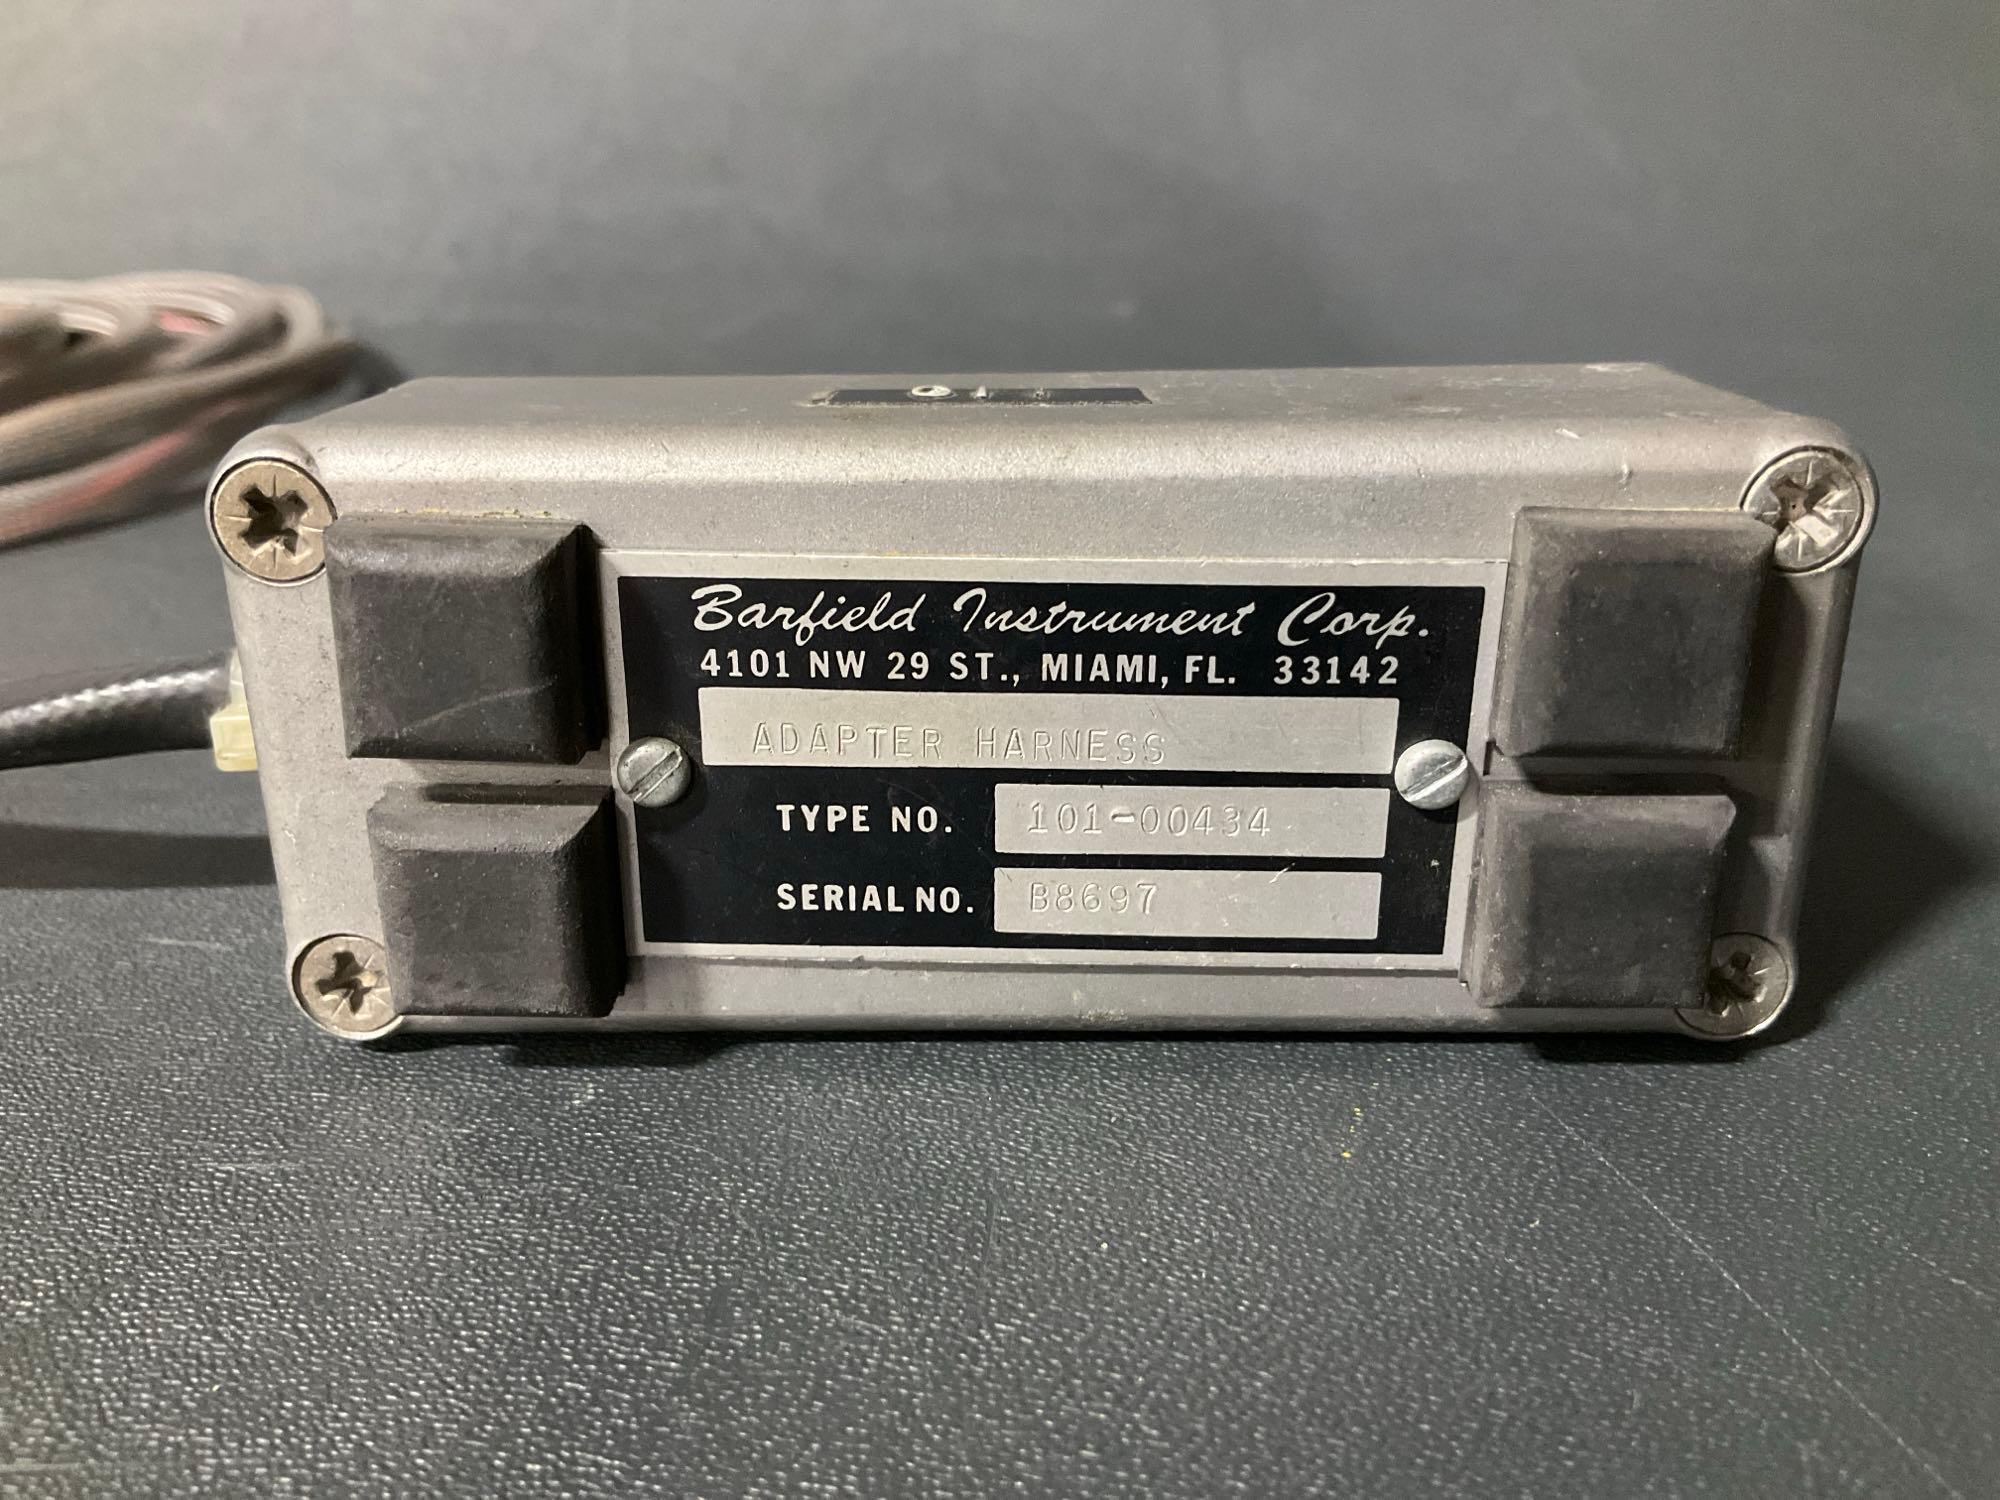 Barfield Instrument Corp.
4101 NW 29 ST., MIAMI, FL. 33142
ADAPTER HARNESS
TYPE NO. 101-00434
SERIAL NO. B8697